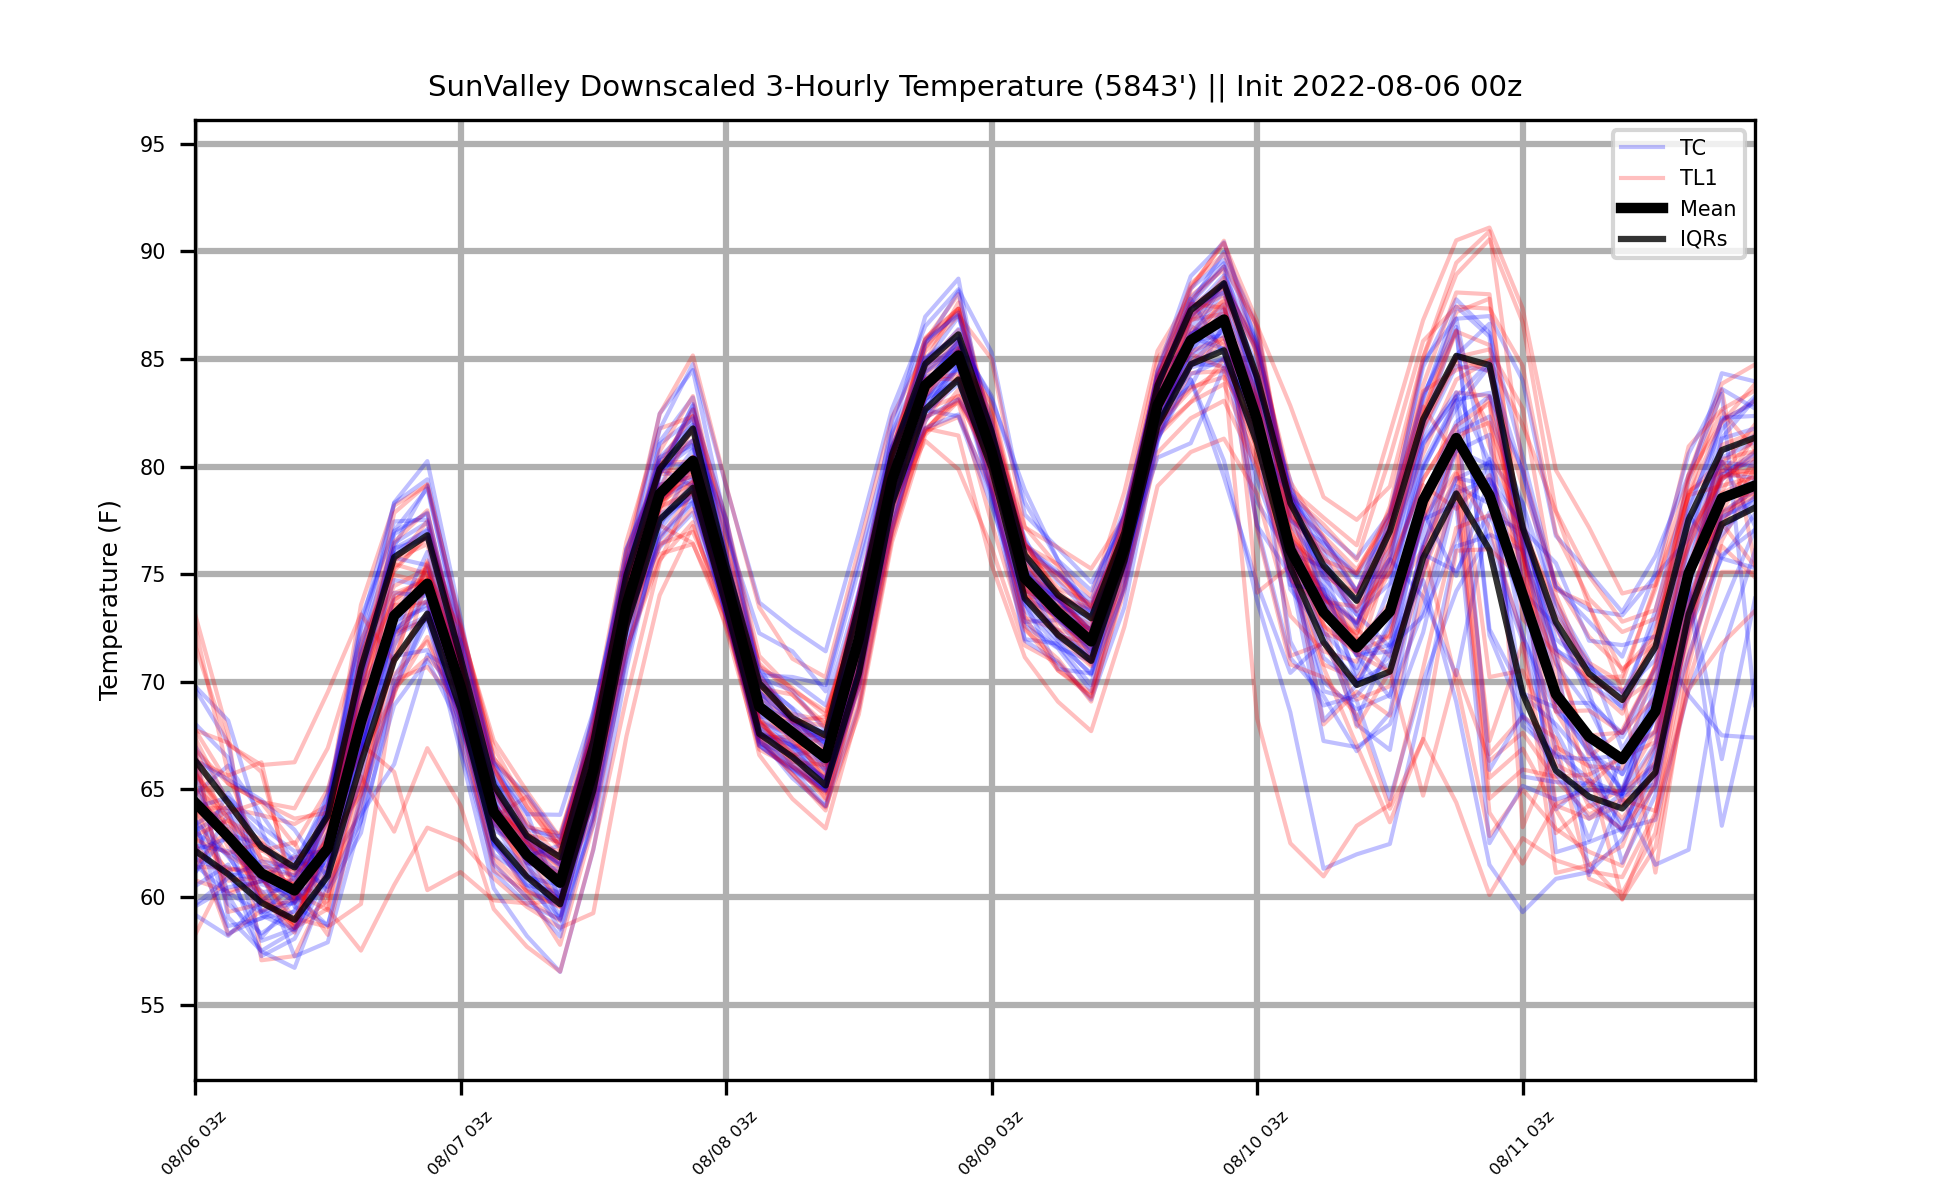 SunValley Downscaled 3-Hourly Temperature (5843') || Init 2022-08-06 00z
TC
TL1
Mean
IQRs
Temperature (F)
95
90
85
80
75
70
65
60
55
08/06 03z
08/07 03z
08/08 03z
08/09 03z
08/10 03z
08/11 03z